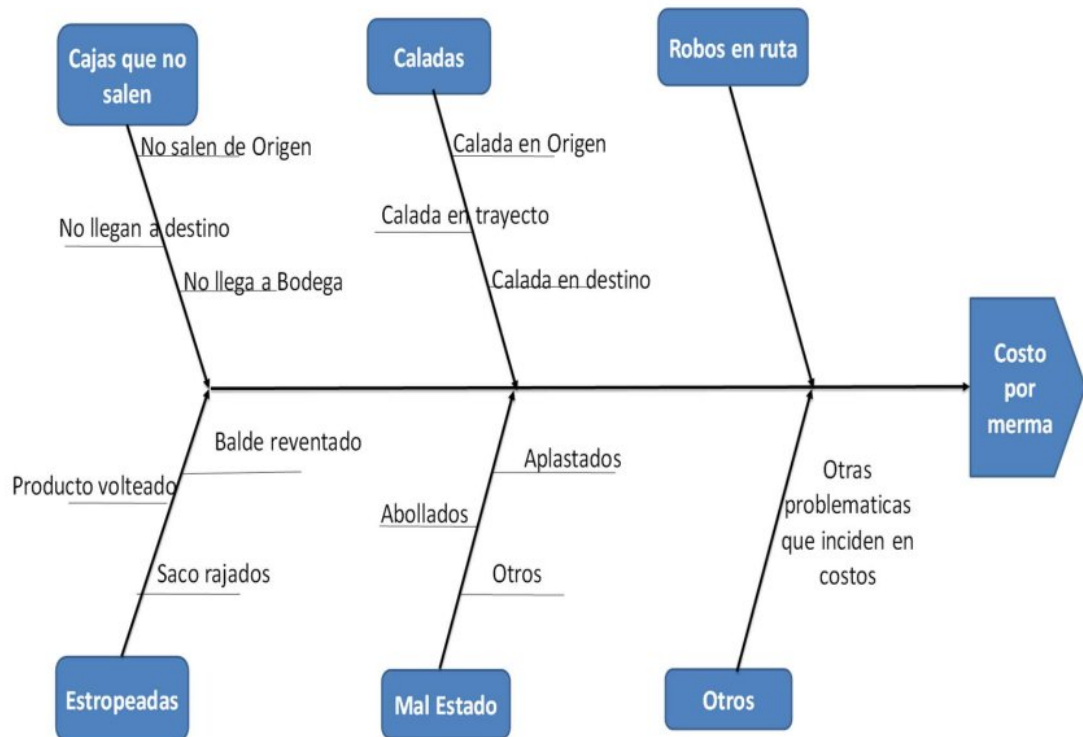 Cajas que no
salen
Caladas
Robos en ruta
No salen de Origen
Calada en Origen
No llegan a destino
Calada en trayecto
No llega a Bodega
Calada en destino
Costo
por
merma
Balde reventado
Aplastados
Producto volteado
Abollados
Otras
problematicas
que inciden en
costos
Saco rajados
Otros
Estropeadas
Mal Estado
Otros